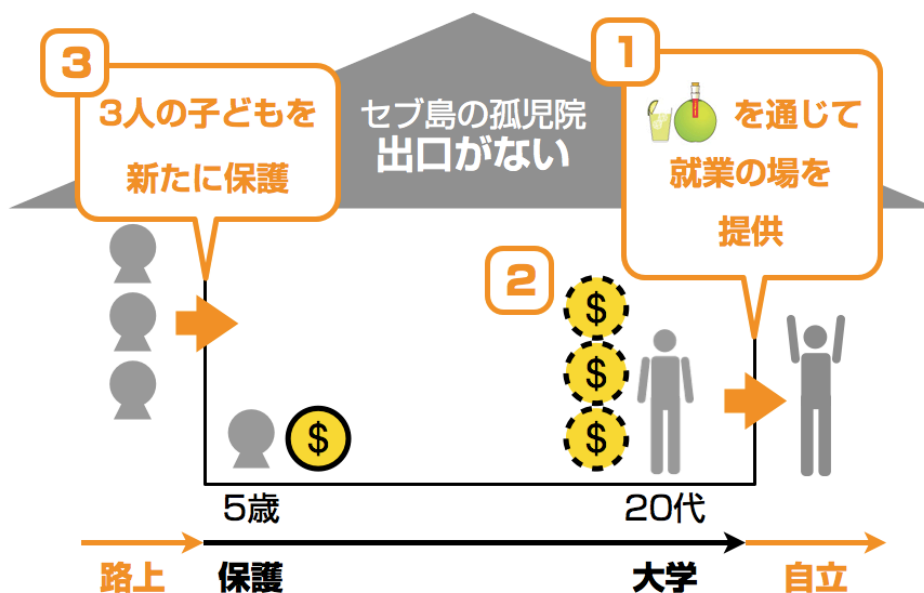 3
3人の子どもを
新たに保護
セブ島の孤児院
出口がない
1
を通じて
就業の場を
提供
2
$
$
$
$
5歳
20代
路上
保護
大学
自立